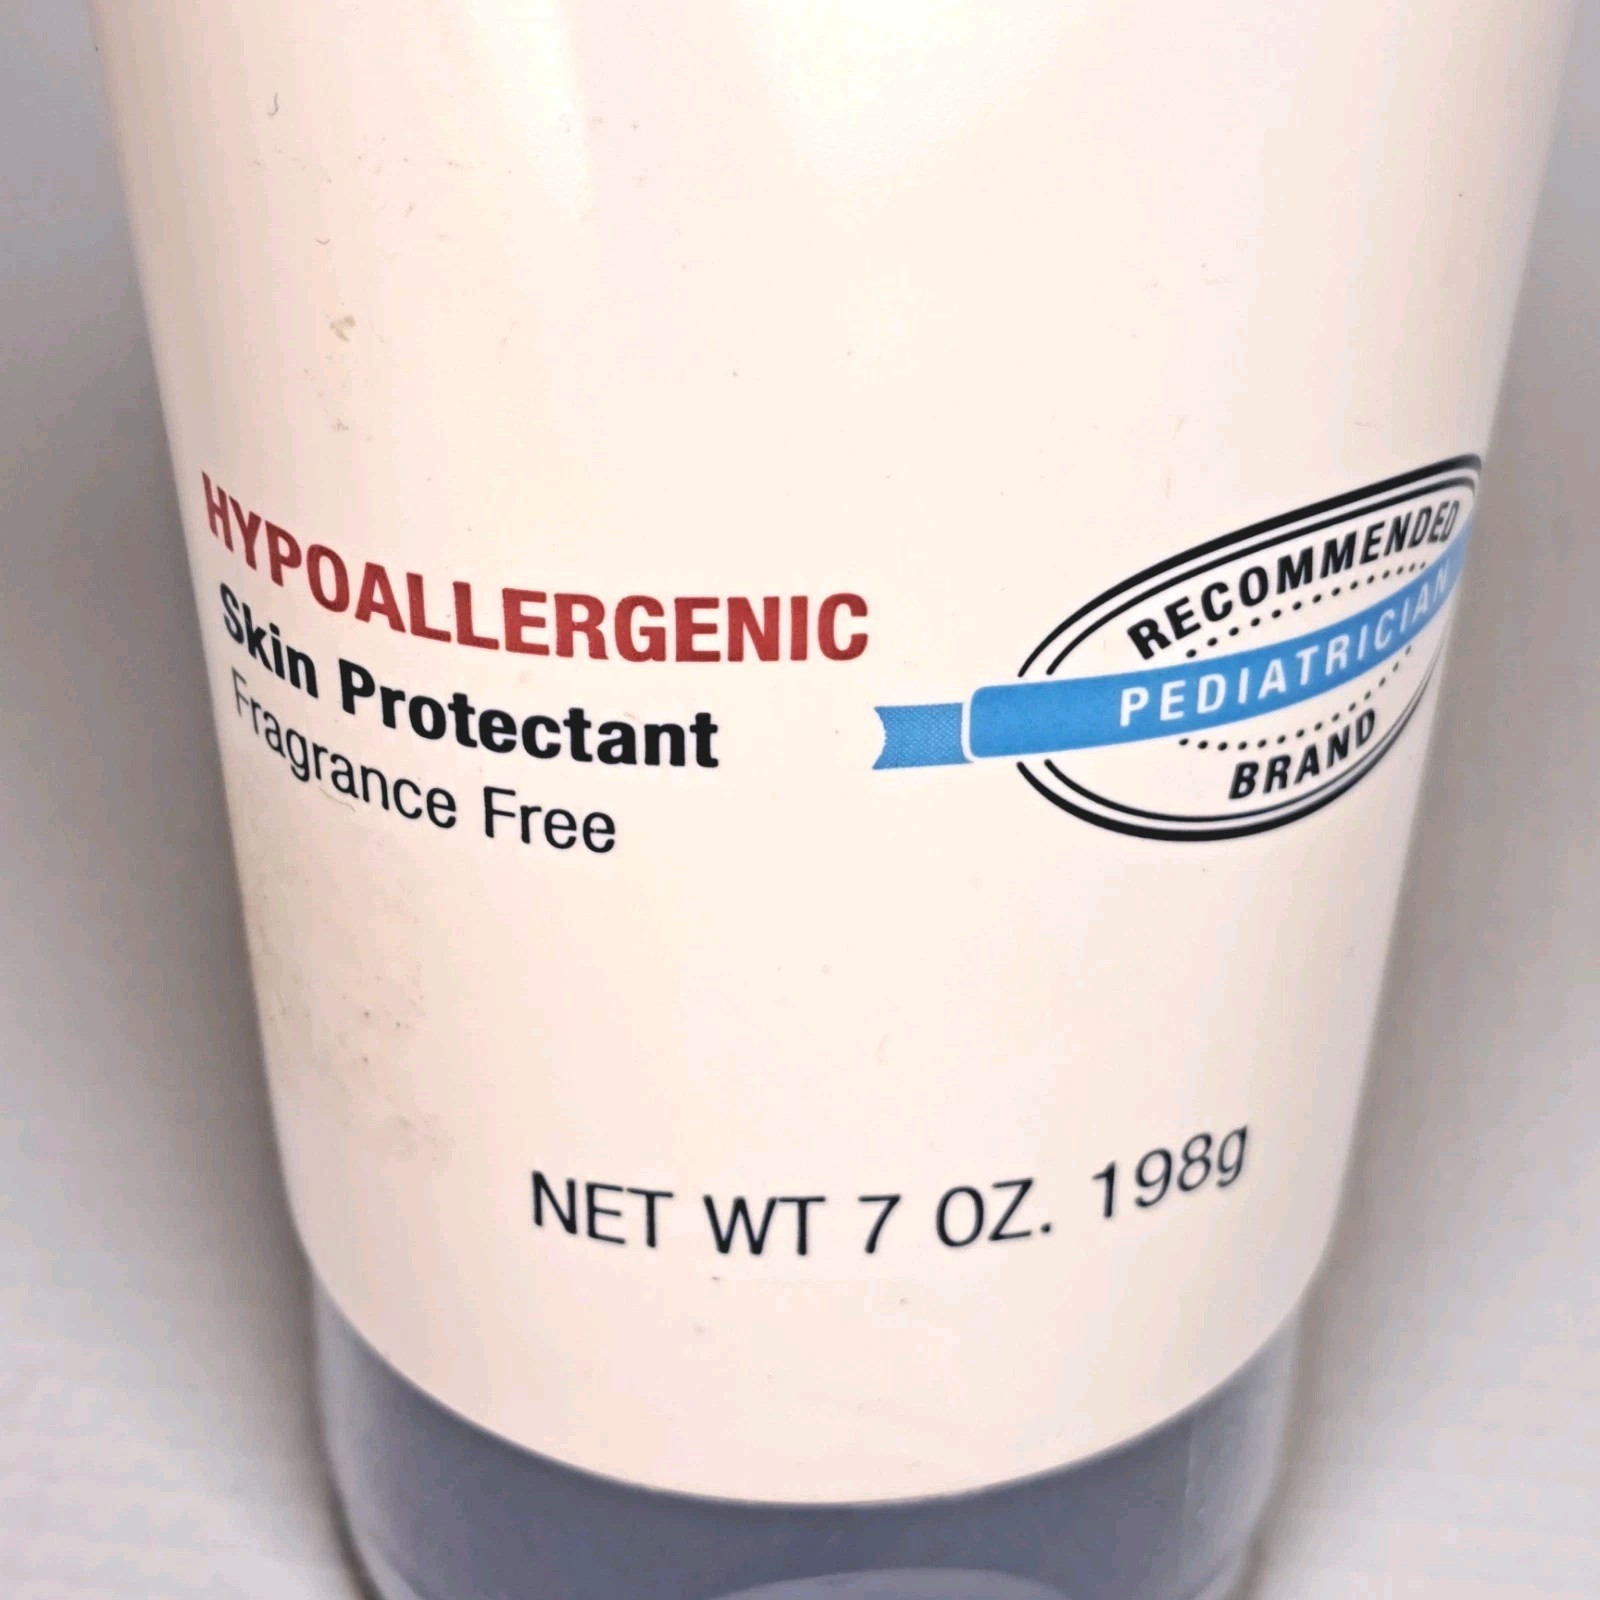 HYPOALLERGENIC
Skin Protectant
Fragrance Free
RECOMMENDED
PEDIATRICIAN
BRAND
NET WT 7 OZ. 198g